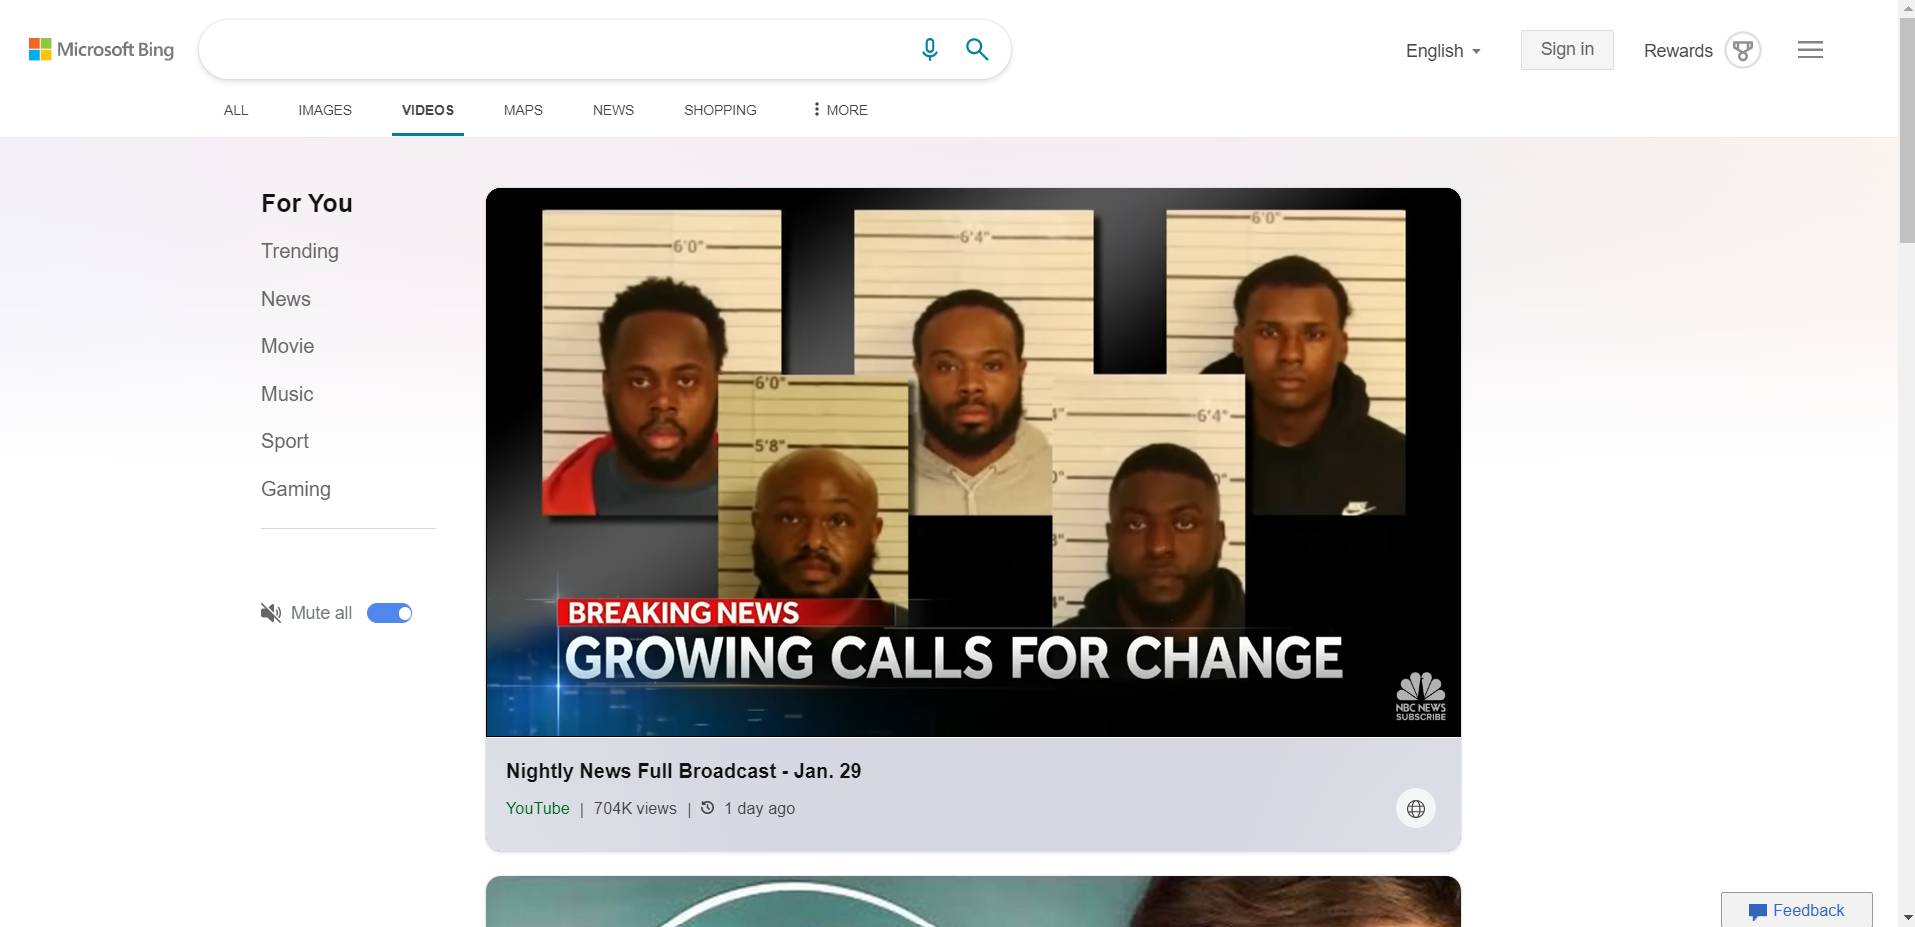 Microsoft Bing
English
Sign in
Rewards
ALL
IMAGES
VIDEOS
MAPS
NEWS
SHOPPING
MORE
For You
Trending
News
Movie
Music
Sport
Gaming
Mute all
6'0"
6'4"
6'0"
6'0"
5'8"
6'4"
BREAKING NEWS
GROWING CALLS FOR CHANGE
NBC NEWS
SUBSCRIBE
Nightly News Full Broadcast - Jan. 29
YouTube | 704K views | 1 day ago
Feedback